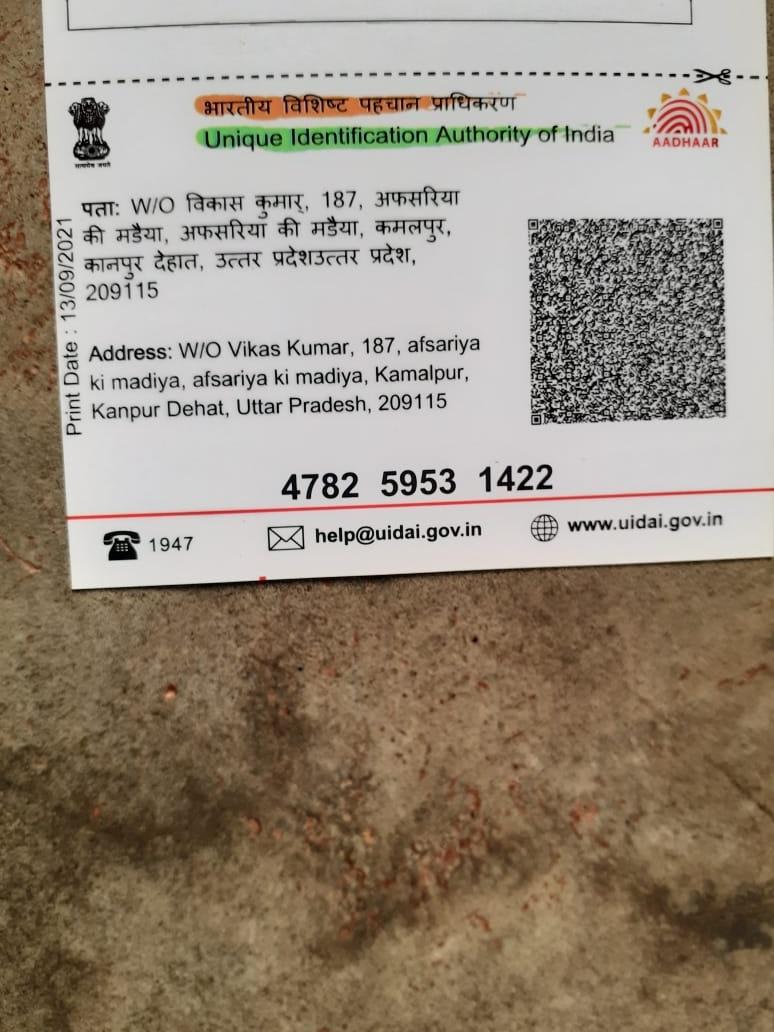 भारतीय विशिष्ट पहचान प्राधिकरण
Unique Identification Authority of India
AADHAAR
सत्यमेव जयते
Print Date : 13/09/2021
पता: W/O विकास कुमार, 187, अफसरिया
की मडैया, अफसरिया की मडैया, कमलपुर,
कानपुर देहात, उत्तर प्रदेशउत्तर प्रदेश,
209115
Address: W/O Vikas Kumar, 187, afsariya
ki madiya, afsariya ki madiya, Kamalpur,
Kanpur Dehat, Uttar Pradesh, 209115
4782 5953 1422
1947
help@uidai.gov.in
www.uidai.gov.in